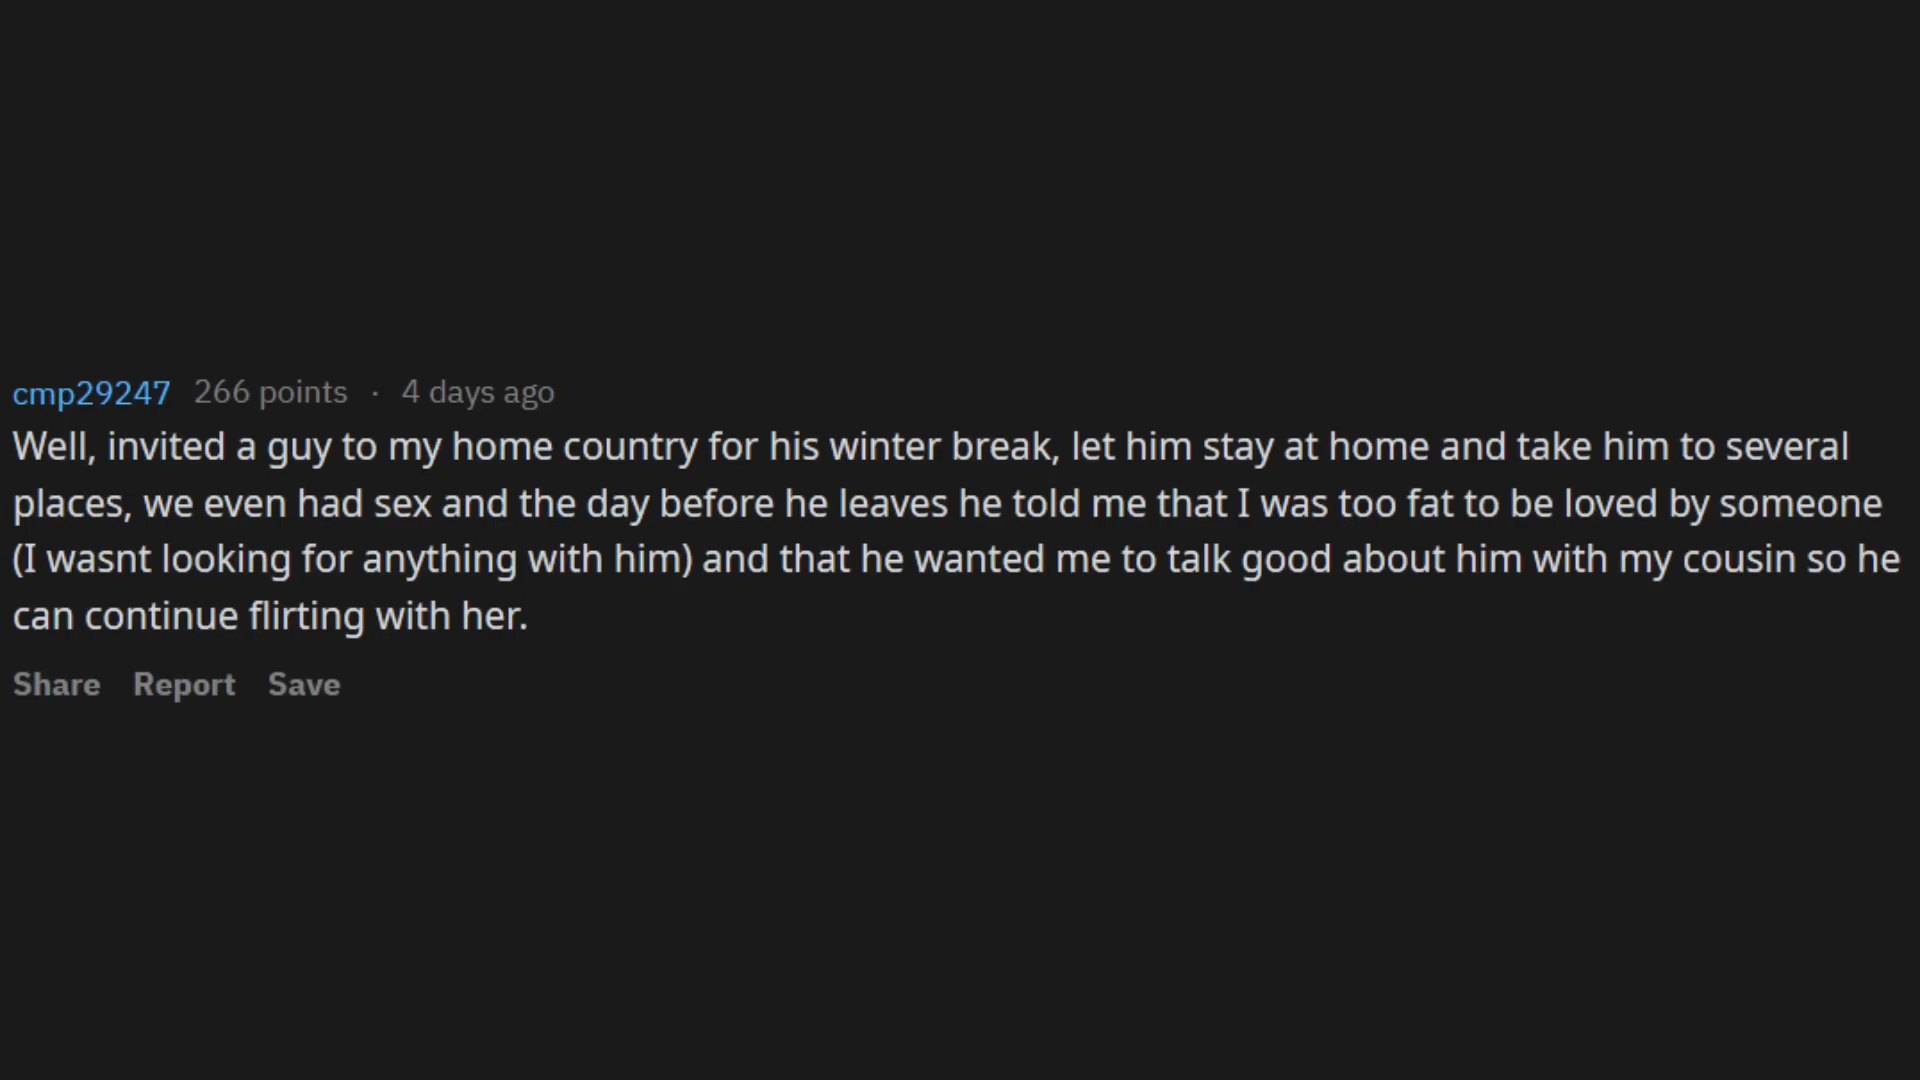 cmp29247 266 points · 4 days ago
Well, invited a guy to my home country for his winter break, let him stay at home and take him to several
places, we even had sex and the day before he leaves he told me that I was too fat to be loved by someone
(I wasnt looking for anything with him) and that he wanted me to talk good about him with my cousin so he
can continue flirting with her.
Share Report Save